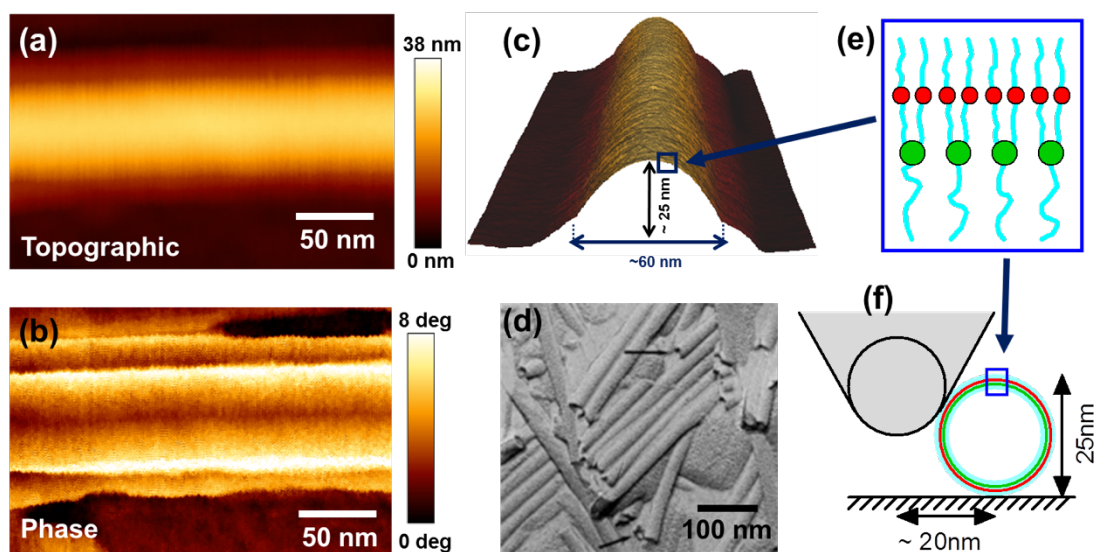 (a)
38 nm
0 nm
50 nm
Topographic
(b)
8 deg
0 deg
50 nm
Phase
(c)
~ 25 nm
~60 nm
(d)
100 nm
(e)
(f)
25nm
~ 20nm